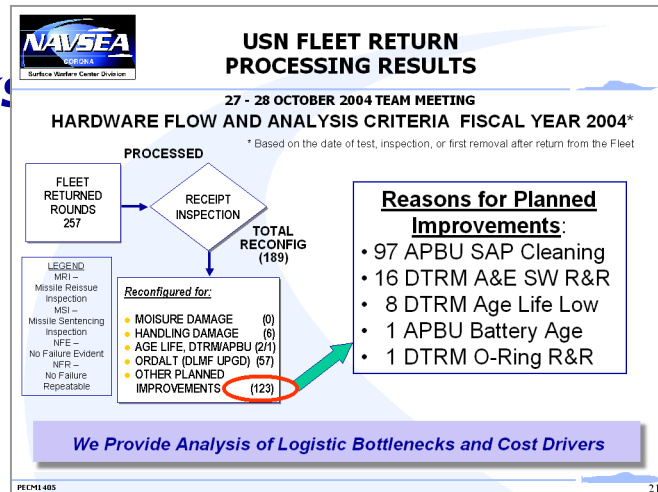 NAVSEA
CORONA
Surface Warfare Center Division
USN FLEET RETURN
PROCESSING RESULTS
27 - 28 OCTOBER 2004 TEAM MEETING
HARDWARE FLOW AND ANALYSIS CRITERIA FISCAL YEAR 2004*
* Based on the date of test, inspection, or first removal after return from the Fleet
PROCESSED
FLEET
RETURNED
ROUNDS
257
RECEIPT
INSPECTION
TOTAL
RECONFIG
(189)
LEGEND
MRI –
Missile Reissue
Inspection
MSI –
Missile Sentencing
Inspection
NFE –
No Failure Evident
NFR –
No Failure
Repeatable
Reconfigured for:
• MOISURE DAMAGE (0)
• HANDLING DAMAGE (6)
• AGE LIFE, DTRM/APBU (2/1)
• ORDALT (DLMF UPGD) (57)
• OTHER PLANNED
IMPROVEMENTS (123)
Reasons for Planned
Improvements:
• 97 APBU SAP Cleaning
• 16 DTRM A&E SW R&R
• 8 DTRM Age Life Low
• 1 APBU Battery Age
• 1 DTRM O-Ring R&R
We Provide Analysis of Logistic Bottlenecks and Cost Drivers
PECM1405
21